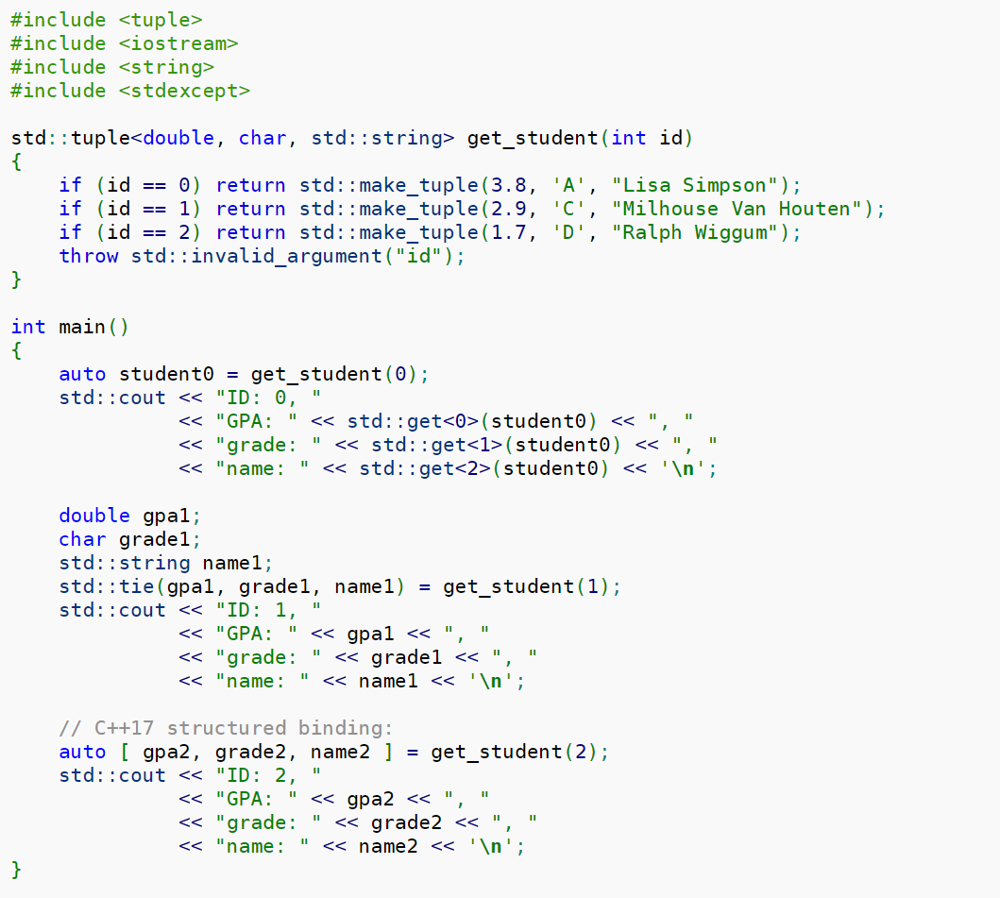 #include <tuple>
#include <iostream>
#include <string>
#include <stdexcept>

std::tuple<double, char, std::string> get_student(int id)
{
    if (id == 0) return std::make_tuple(3.8, 'A', "Lisa Simpson");
    if (id == 1) return std::make_tuple(2.9, 'C', "Milhouse Van Houten");
    if (id == 2) return std::make_tuple(1.7, 'D', "Ralph Wiggum");
    throw std::invalid_argument("id");
}

int main()
{
    auto student0 = get_student(0);
    std::cout << "ID: 0, "
              << "GPA: " << std::get<0>(student0) << ", "
              << "grade: " << std::get<1>(student0) << ", "
              << "name: " << std::get<2>(student0) << '\n';

    double gpa1;
    char grade1;
    std::string name1;
    std::tie(gpa1, grade1, name1) = get_student(1);
    std::cout << "ID: 1, "
              << "GPA: " << gpa1 << ", "
              << "grade: " << grade1 << ", "
              << "name: " << name1 << '\n';

    // C++17 structured binding:
    auto [ gpa2, grade2, name2 ] = get_student(2);
    std::cout << "ID: 2, "
              << "GPA: " << gpa2 << ", "
              << "grade: " << grade2 << ", "
              << "name: " << name2 << '\n';
}